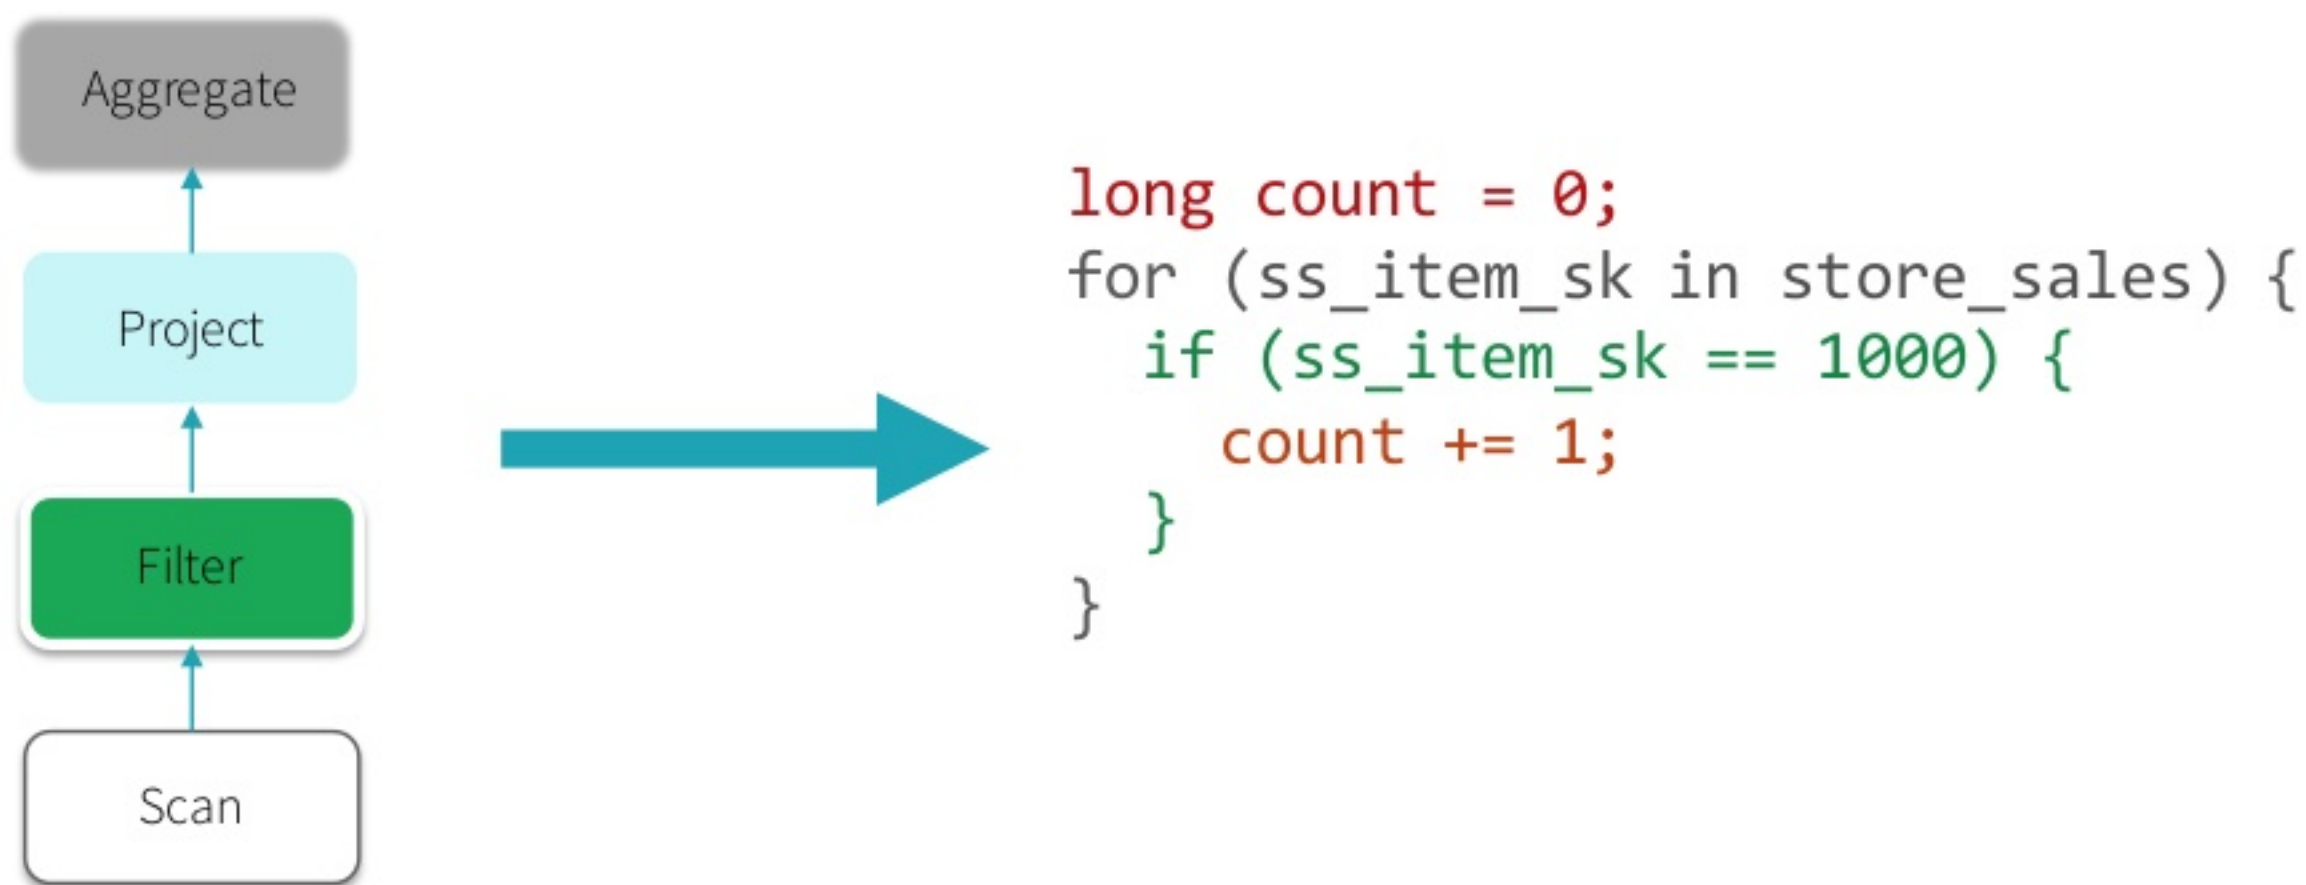 Aggregate
Project
Filter
Scan
long count = 0;
for (ss_item_sk in store_sales) {
  if (ss_item_sk == 1000) {
    count += 1;
  }
}